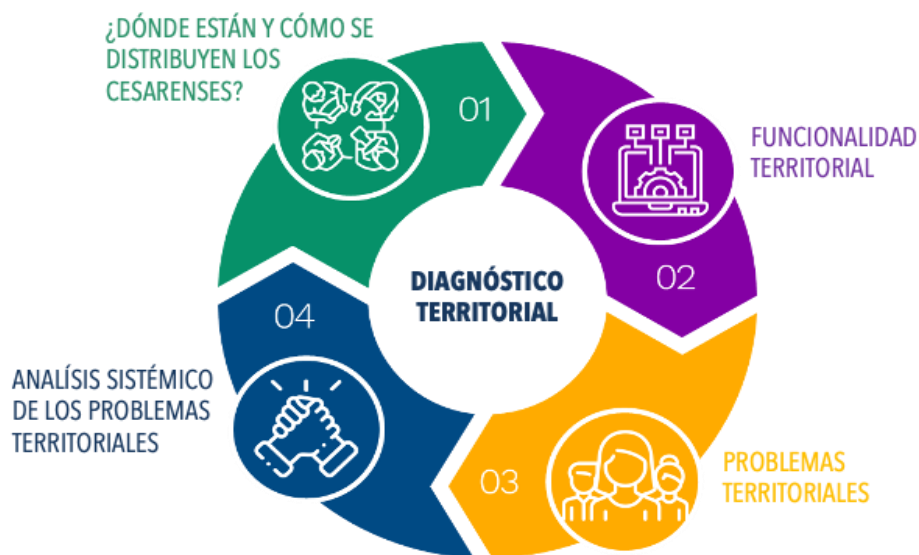 ¿DÓNDE ESTÁN Y CÓMO SE
DISTRIBUYEN LOS
CESARENSES?
01
FUNCIONALIDAD
TERRITORIAL
02
DIAGNÓSTICO
TERRITORIAL
03
PROBLEMAS
TERRITORIALES
04
ANALÍSIS SISTÉMICO
DE LOS PROBLEMAS
TERRITORIALES